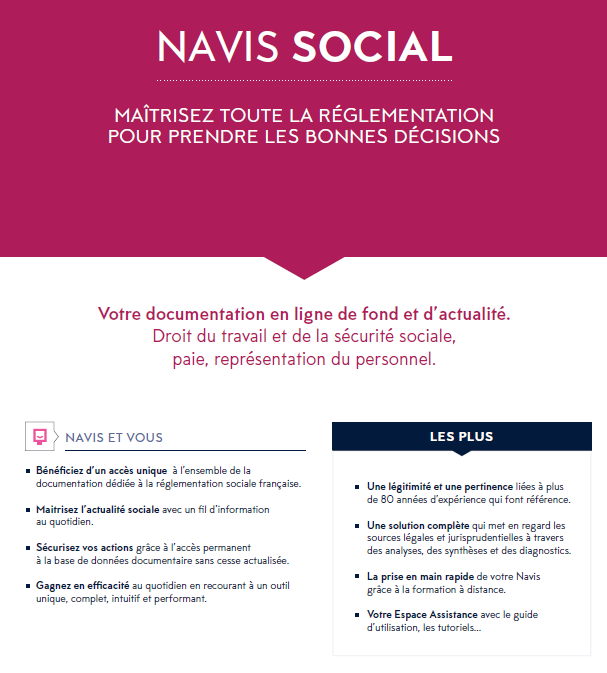 NAVIS SOCIAL
MAÎTRISEZ TOUTE LA RÉGLEMENTATION
POUR PRENDRE LES BONNES DÉCISIONS
Votre documentation en ligne de fond et d'actualité.
Droit du travail et de la sécurité sociale,
paie, représentation du personnel.
NAVIS ET VOUS
Bénéficiez d'un accès unique à l'ensemble de la
documentation dédiée à la réglementation sociale française.
Maitrisez l'actualité sociale avec un fil d'information
au quotidien.
Sécurisez vos actions grâce à l'accès permanent
à la base de données documentaire sans cesse actualisée.
Gagnez en efficacité au quotidien en recourant à un outil
unique, complet, intuitif et performant.
LES PLUS
Une légitimité et une pertinence liées à plus
de 80 années d'expérience qui font référence.
Une solution complète qui met en regard les
sources légales et jurisprudentielles à travers
des analyses, des synthèses et des diagnostics.
La prise en main rapide de votre Navis
grâce à la formation à distance.
Votre Espace Assistance avec le guide
d'utilisation, les tutoriels...